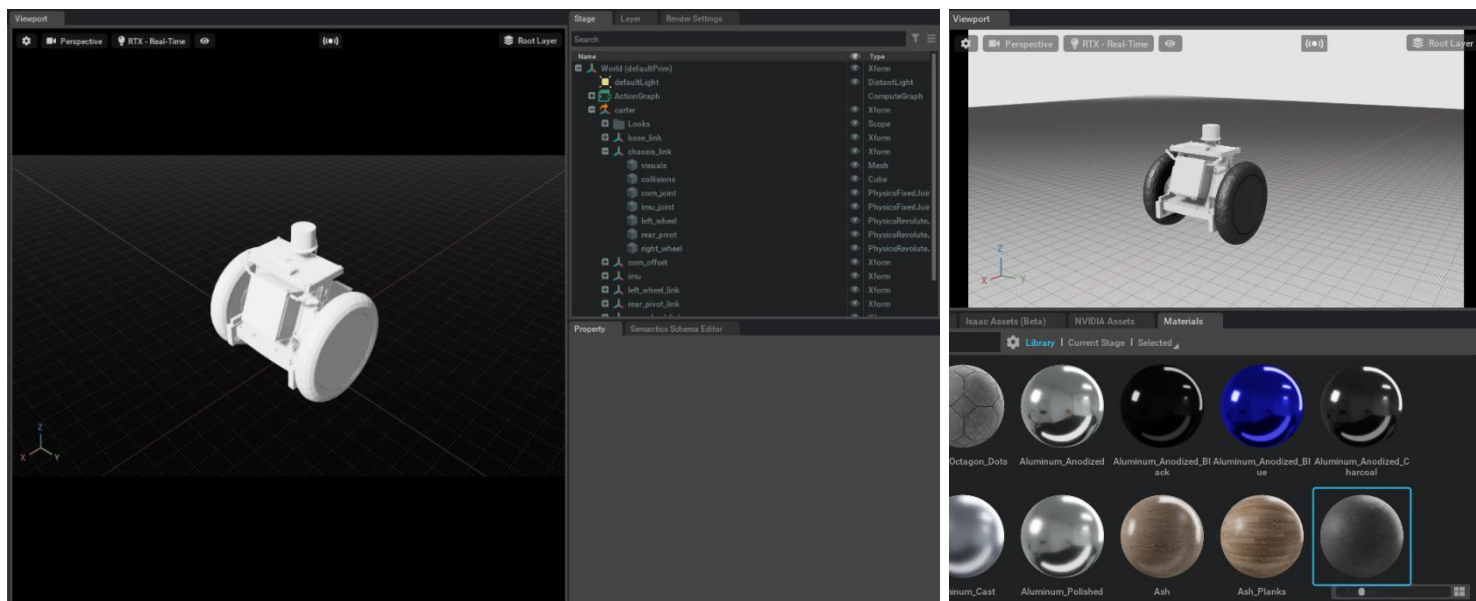 Viewport
Perspective
RTX - Real-Time
Root Layer
X
Y
Z
Stage Layer Render Settings
Search
Name Type
World (defaultPrim) Xform
defaultLight DistantLight
ActionGraph ComputeGraph
carter Xform
Looks Scope
base_link Xform
chassis_link Xform
visuals Mesh
collisions Cube
com_joint PhysicsFixedJoir
imu_joint PhysicsFixedJoir
left_wheel PhysicsRevolute.
rear_pivot PhysicsRevolute.
right_wheel PhysicsRevolute.
com_offset Xform
imu Xform
left_wheel_link Xform
rear_pivot_link Xform
Property Semantics Schema Editor
Viewport
Perspective
RTX - Real-Time
Root Layer
Z
X
Y
Isaac Assets (Beta) NVIDIA Assets Materials
Library | Current Stage | Selected
Octagon_Dots Aluminum_Anodized Aluminum_Anodized_Bl Aluminum_Anodized_Bl Aluminum_Anodized_C
ack ue harcoal
inum_Cast Aluminum_Polished Ash Ash_Planks